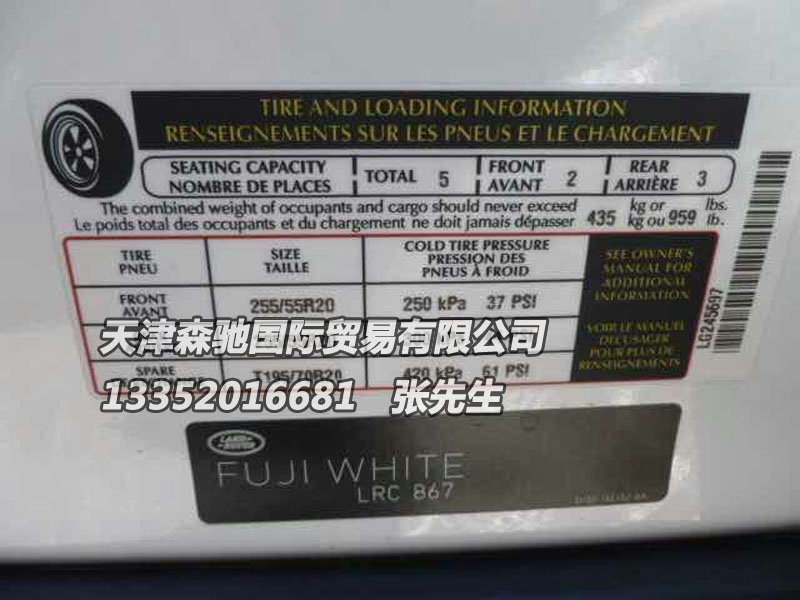 TIRE AND LOADING INFORMATION
RENSEIGNEMENTS SUR LES PNEUS ET LE CHARGEMENT
SEATING CAPACITY
NOMBRE DE PLACES
TOTAL 5
FRONT
AVANT 2
REAR
ARRIÈRE 3
The combined weight of occupants and cargo should never exceed
Le poids total des occupants et du chargement ne doit jamais dépasser
435 kg or
kg ou 959 lbs.
lb.
TIRE
PNEU
SIZE
TAILLE
COLD TIRE PRESSURE
PRESSION DES
PNEUS À FROID
SEE OWNER'S
MANUAL FOR
ADDITIONAL
INFORMATION
FRONT
AVANT
255/55R20
250 kPa 37 PSI
VOIR LE MANUEL
DE L'USAGER
POUR PLUS DE
RENSEIGNEMENTS
SPARE
T195/70R20
420 kPa 61 PSI
LG245697
天津森驰国际贸易有限公司
13352016681 张先生
LAND ROVER
FUJI WHITE
LRC 867